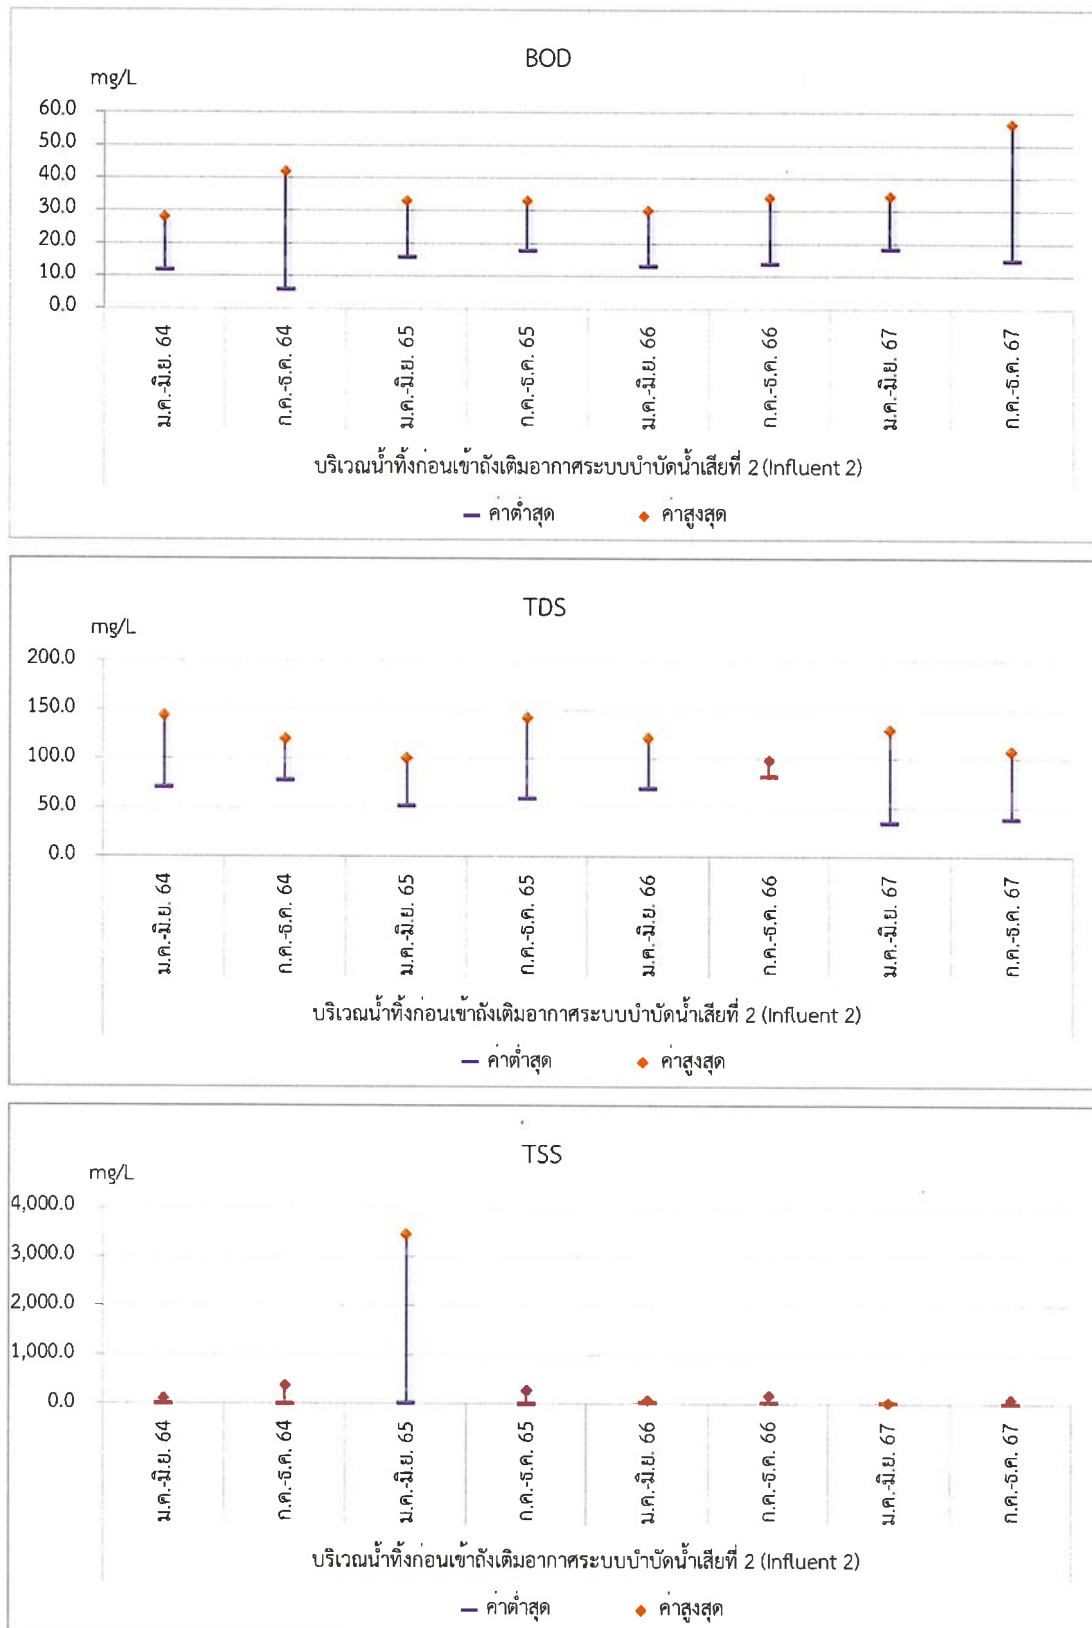 BOD
mg/L
60.0
50.0
40.0
30.0
20.0
10.0
0.0
ม.ค.-มิ.ย. 64
ก.ค.-ธ.ค. 64
ม.ค.-มิ.ย. 65
ก.ค.-ธ.ค. 65
ม.ค.-มิ.ย. 66
ก.ค.-ธ.ค. 66
ม.ค.-มิ.ย. 67
ก.ค.-ธ.ค. 67
บริเวณน้ำทิ้งก่อนเข้าถังเติมอากาศระบบบำบัดน้ำเสียที่ 2 (Influent 2)
ค่าต่ำสุด ค่าสูงสุด
TDS
mg/L
200.0
150.0
100.0
50.0
0.0
ม.ค.-มิ.ย. 64
ก.ค.-ธ.ค. 64
ม.ค.-มิ.ย. 65
ก.ค.-ธ.ค. 65
ม.ค.-มิ.ย. 66
ก.ค.-ธ.ค. 66
ม.ค.-มิ.ย. 67
ก.ค.-ธ.ค. 67
บริเวณน้ำทิ้งก่อนเข้าถังเติมอากาศระบบบำบัดน้ำเสียที่ 2 (Influent 2)
ค่าต่ำสุด ค่าสูงสุด
TSS
mg/L
4,000.0
3,000.0
2,000.0
1,000.0
0.0
ม.ค.-มิ.ย. 64
ก.ค.-ธ.ค. 64
ม.ค.-มิ.ย. 65
ก.ค.-ธ.ค. 65
ม.ค.-มิ.ย. 66
ก.ค.-ธ.ค. 66
ม.ค.-มิ.ย. 67
ก.ค.-ธ.ค. 67
บริเวณน้ำทิ้งก่อนเข้าถังเติมอากาศระบบบำบัดน้ำเสียที่ 2 (Influent 2)
ค่าต่ำสุด ค่าสูงสุด